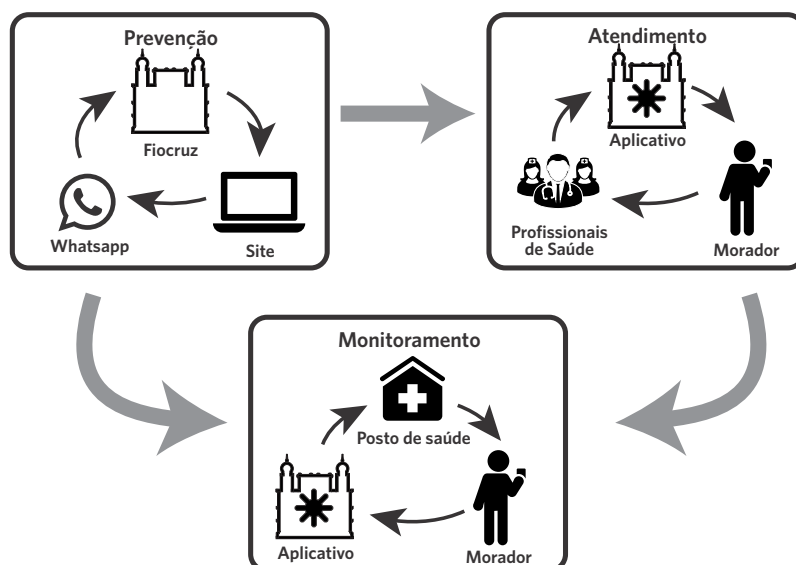 Prevenção
Fiocruz
Whatsapp
Site
Atendimento
Aplicativo
Profissionais
de Saúde
Morador
Monitoramento
Posto de saúde
Aplicativo
Morador